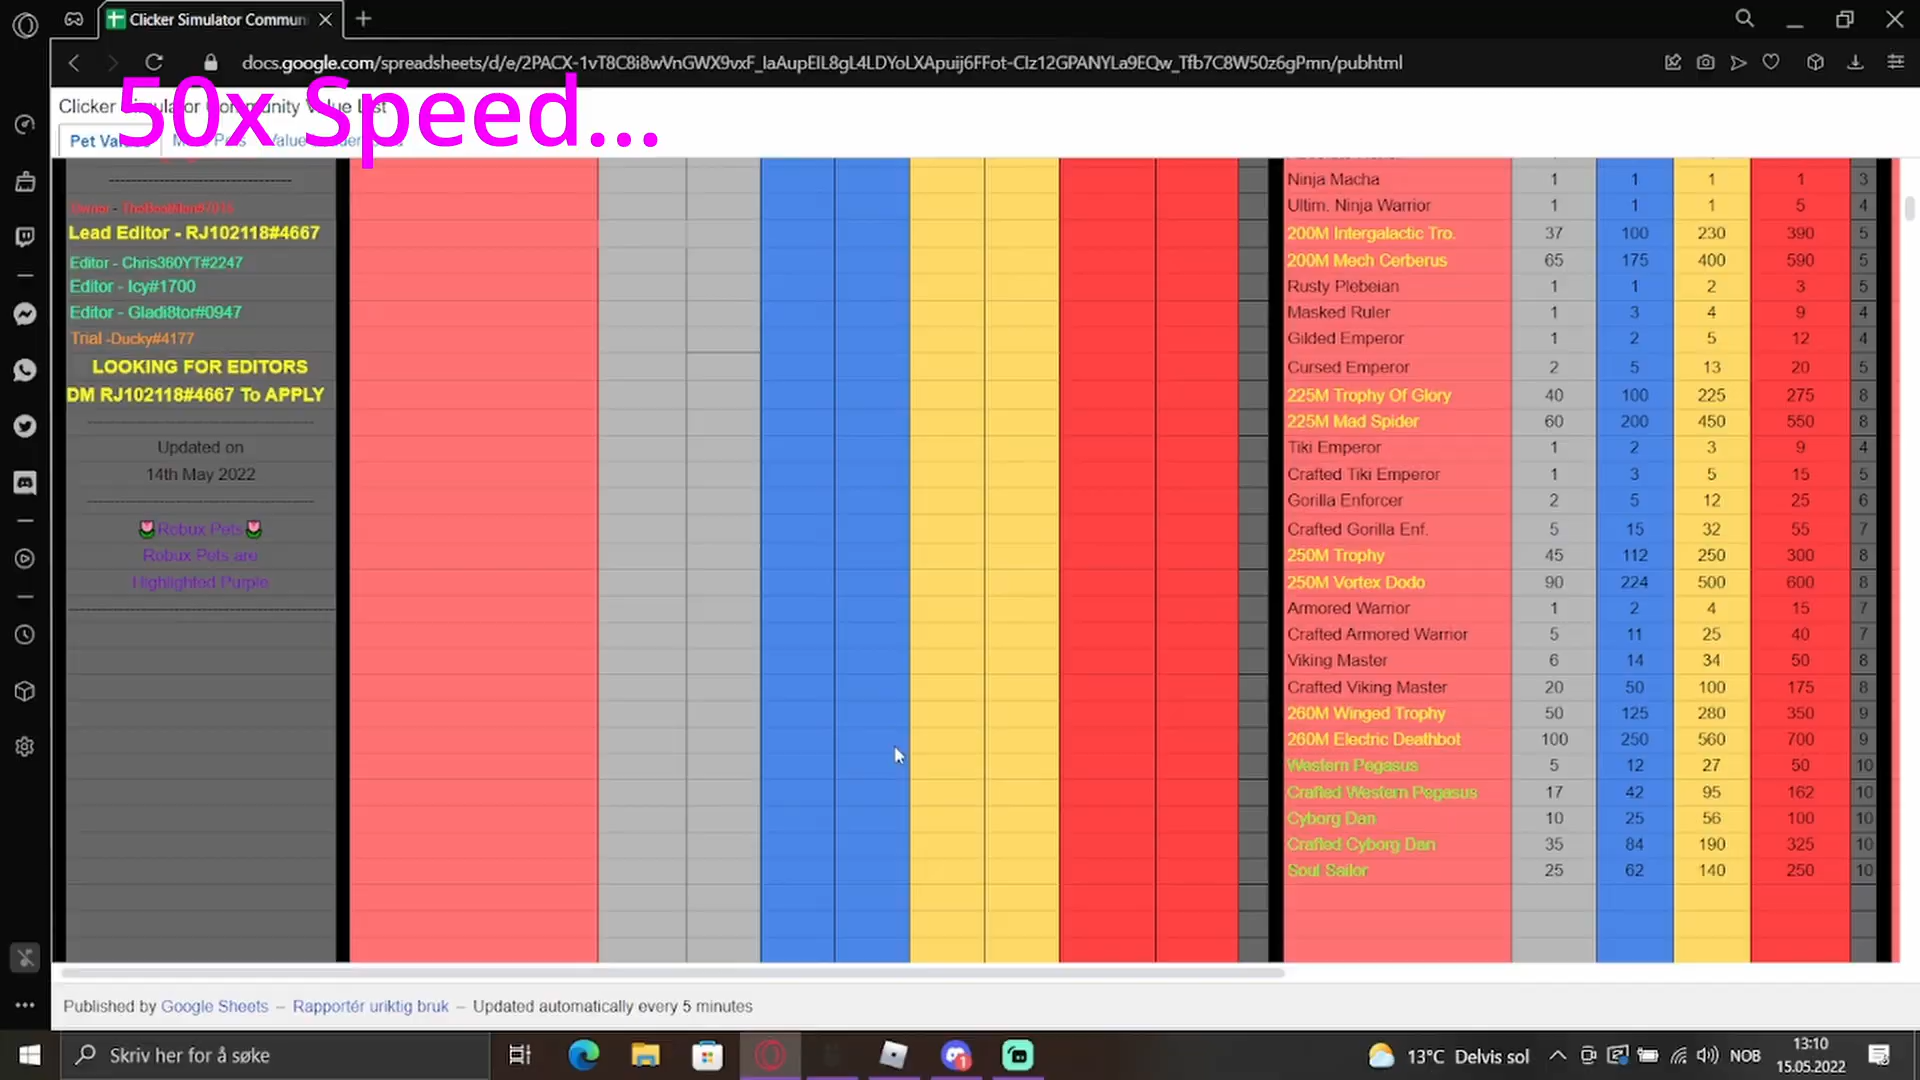 Clicker Simulator Commun
docs.google.com/spreadsheets/d/e/2PACX-1vT8C8i8wVnGWX9vxF_IaAupEIL8gL4LDYoLXApuij6FFot-CIz12GPANYLa9EQw_Tfb7C8W50z6gPmn/pubhtml
Clicker Simulator Community Value List
50x Speed...
Pet Values
Ninja Macha 1 1 1 1 3
Ultim. Ninja Warrior 1 1 1 5 4
Lead Editor - RJ102118#4667
200M Intergalactic Tro. 37 100 230 390 5
Editor - Chris360YT#2247
200M Mech Cerberus 65 175 400 590 5
Editor - Icy#1700
Rusty Plebeian 1 1 2 3 5
Editor - Gladi8tor#0947
Masked Ruler 1 3 4 9 4
Trial -Ducky#4177
Gilded Emperor 1 2 5 12 4
LOOKING FOR EDITORS
Cursed Emperor 2 5 13 20 5
DM RJ102118#4667 To APPLY
225M Trophy Of Glory 40 100 225 275 8
225M Mad Spider 60 200 450 550 8
Updated on
Tiki Emperor 1 2 3 9 4
14th May 2022
Crafted Tiki Emperor 1 3 5 15 5
Gorilla Enforcer 2 5 12 25 6
🌷Robux Pets🌷
Crafted Gorilla Enf. 5 15 32 55 7
Robux Pets are
250M Trophy 45 112 250 300 8
Highlighted Purple
250M Vortex Dodo 90 224 500 600 8
Armored Warrior 1 2 4 15 7
Crafted Armored Warrior 5 11 25 40 7
Viking Master 6 14 34 50 8
Crafted Viking Master 20 50 100 175 8
260M Winged Trophy 50 125 280 350 9
260M Electric Deathbot 100 250 560 700 9
Western Pegasus 5 12 27 50 10
Crafted Western Pegasus 17 42 95 162 10
Cyborg Dan 10 25 56 100 10
Crafted Cyborg Dan 35 84 190 325 10
Soul Sailor 25 62 140 250 10
Published by Google Sheets – Rapportér uriktig bruk – Updated automatically every 5 minutes
Skriv her for å søke
1
13°C Delvis sol
NOB
13:10
15.05.2022